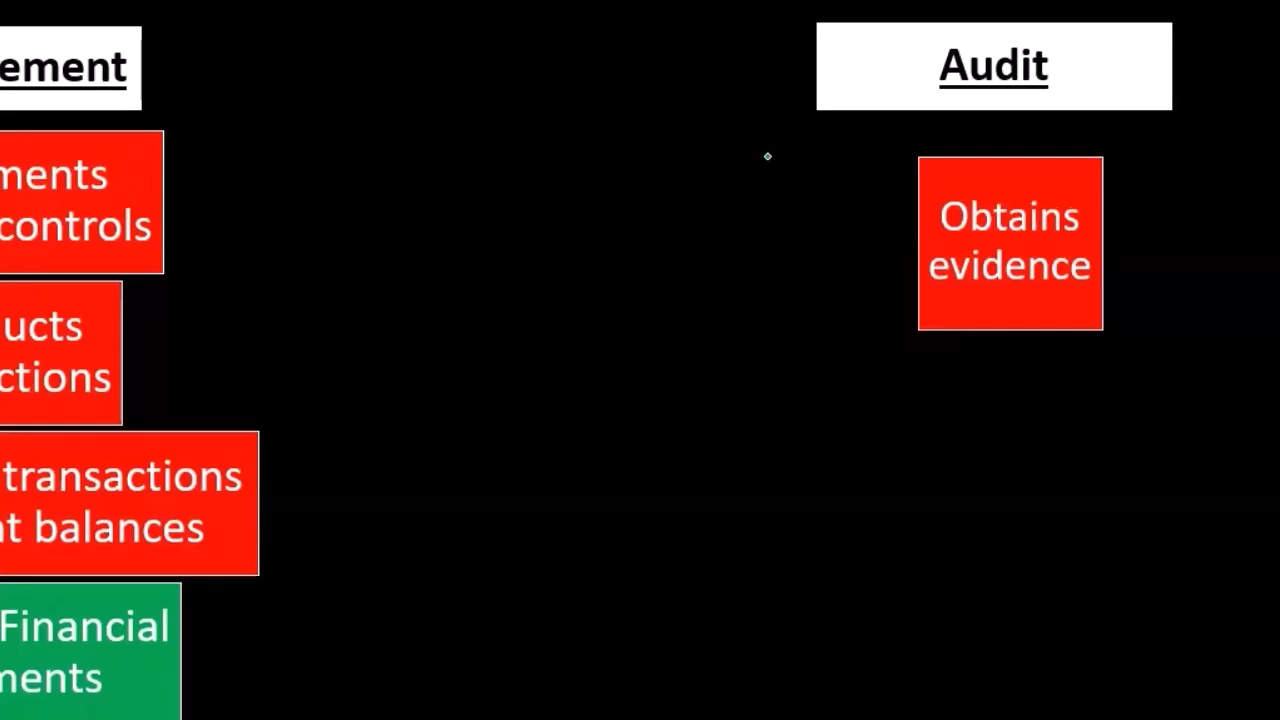 ement
ments
controls
ucts
ctions
transactions
nt balances
Financial
ments
Audit
Obtains
evidence